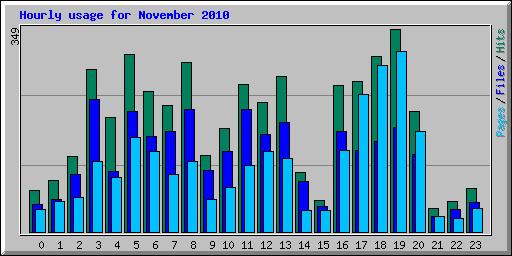 Hourly usage for November 2010
349
Pages / Files / Hits
0 1 2 3 4 5 6 7 8 9 10 11 12 13 14 15 16 17 18 19 20 21 22 23